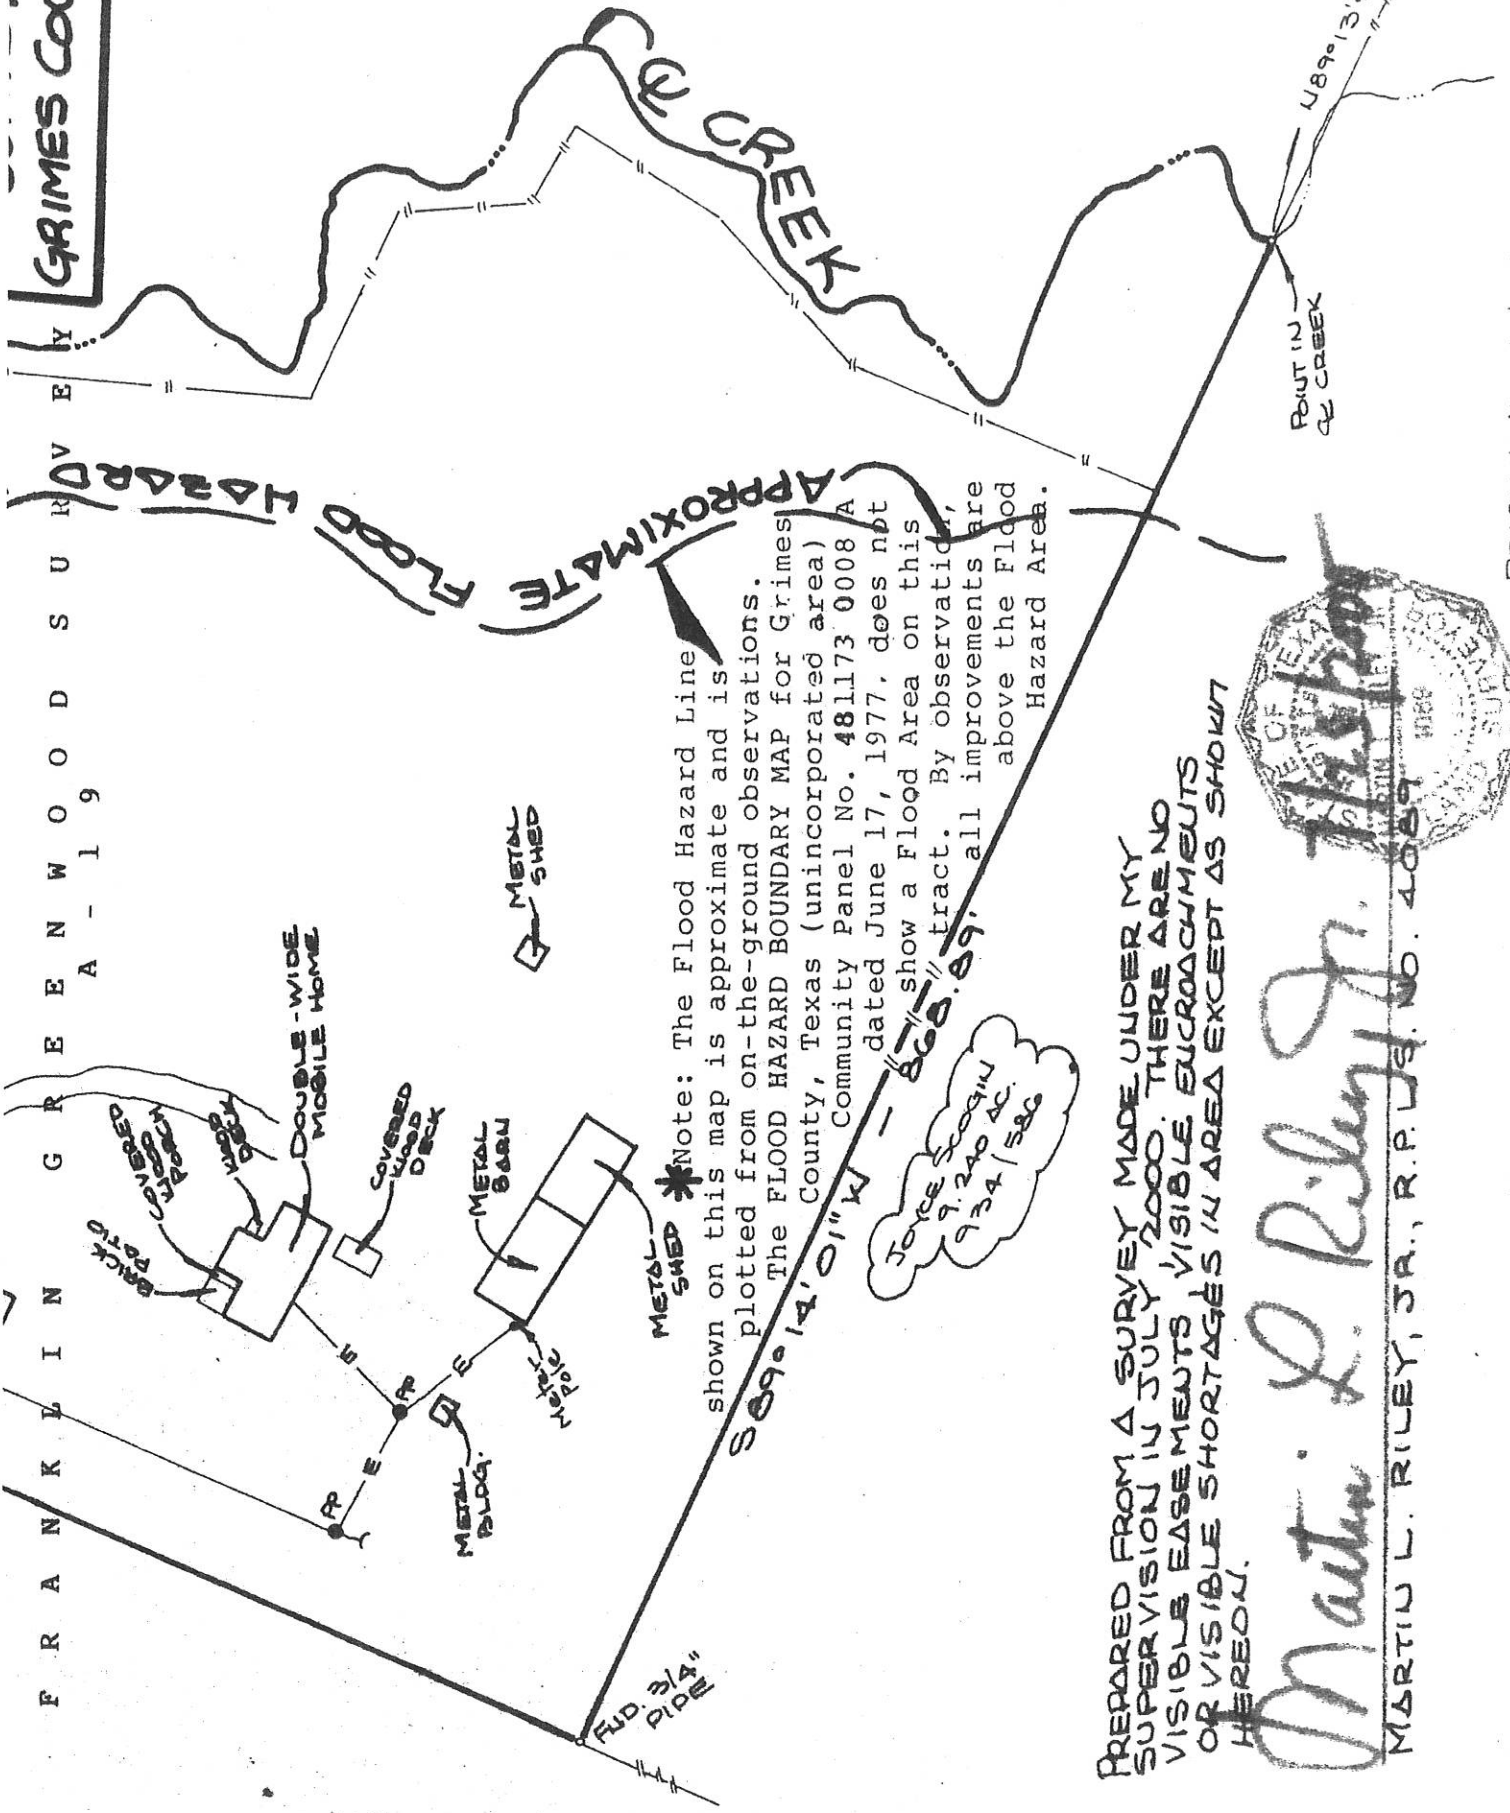 GRIMES
FRANKLIN GREENWOOD SURVEY
A-19
BRICK
PATIO
COVERED
WOOD
PORCH
WOOD
DECK
DOUBLE-WIDE
MOBILE HOME
COVERED
WOOD
DECK
METAL
SHED
METAL
BARN
METAL
SHED
METAL
BLDG.
Meter
Pole
PP
PP
E
E
E
APPROXIMATE FLOOD HAZARD
℄ CREEK
✱ Note: The Flood Hazard Line
shown on this map is approximate and is
plotted from on-the-ground observations.
The FLOOD HAZARD BOUNDARY MAP for Grimes
County, Texas (unincorporated area)
Community Panel No. 481173 0008 A
dated June 17, 1977. does not
show a Flood Area on this
tract. By observation,
all improvements are
above the Flood
Hazard Area.
S 89° 14' 01" W — 868.89'
N89°13'
POINT IN
℄ CREEK
JOYCE SCOGIN
9.240 AC.
934/586
FND. 3/4"
PIPE
PREPARED FROM A SURVEY MADE UNDER MY
SUPERVISION IN JULY 2000. THERE ARE NO
VISIBLE EASEMENTS, VISIBLE ENCROACHMENTS
OR VISIBLE SHORTAGES IN AREA EXCEPT AS SHOWN
HEREON.
Martin L. Riley Jr.
MARTIN L. RILEY, JR., R.P.L.S. NO. 4089